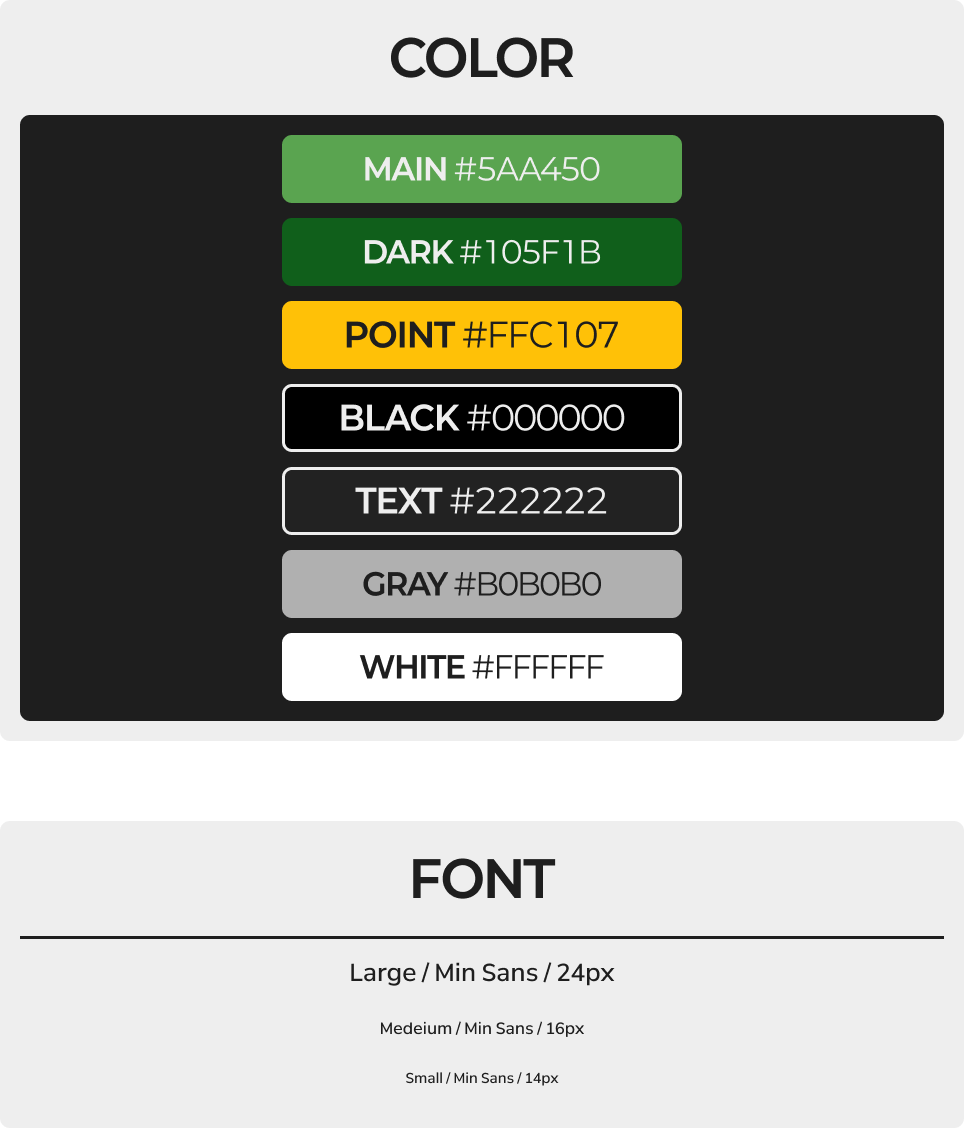 COLOR
MAIN #5AA450
DARK #105F1B
POINT #FFC107
BLACK #000000
TEXT #222222
GRAY #B0B0B0
WHITE #FFFFFF
FONT
Large / Min Sans / 24px
Medeium / Min Sans / 16px
Small / Min Sans / 14px